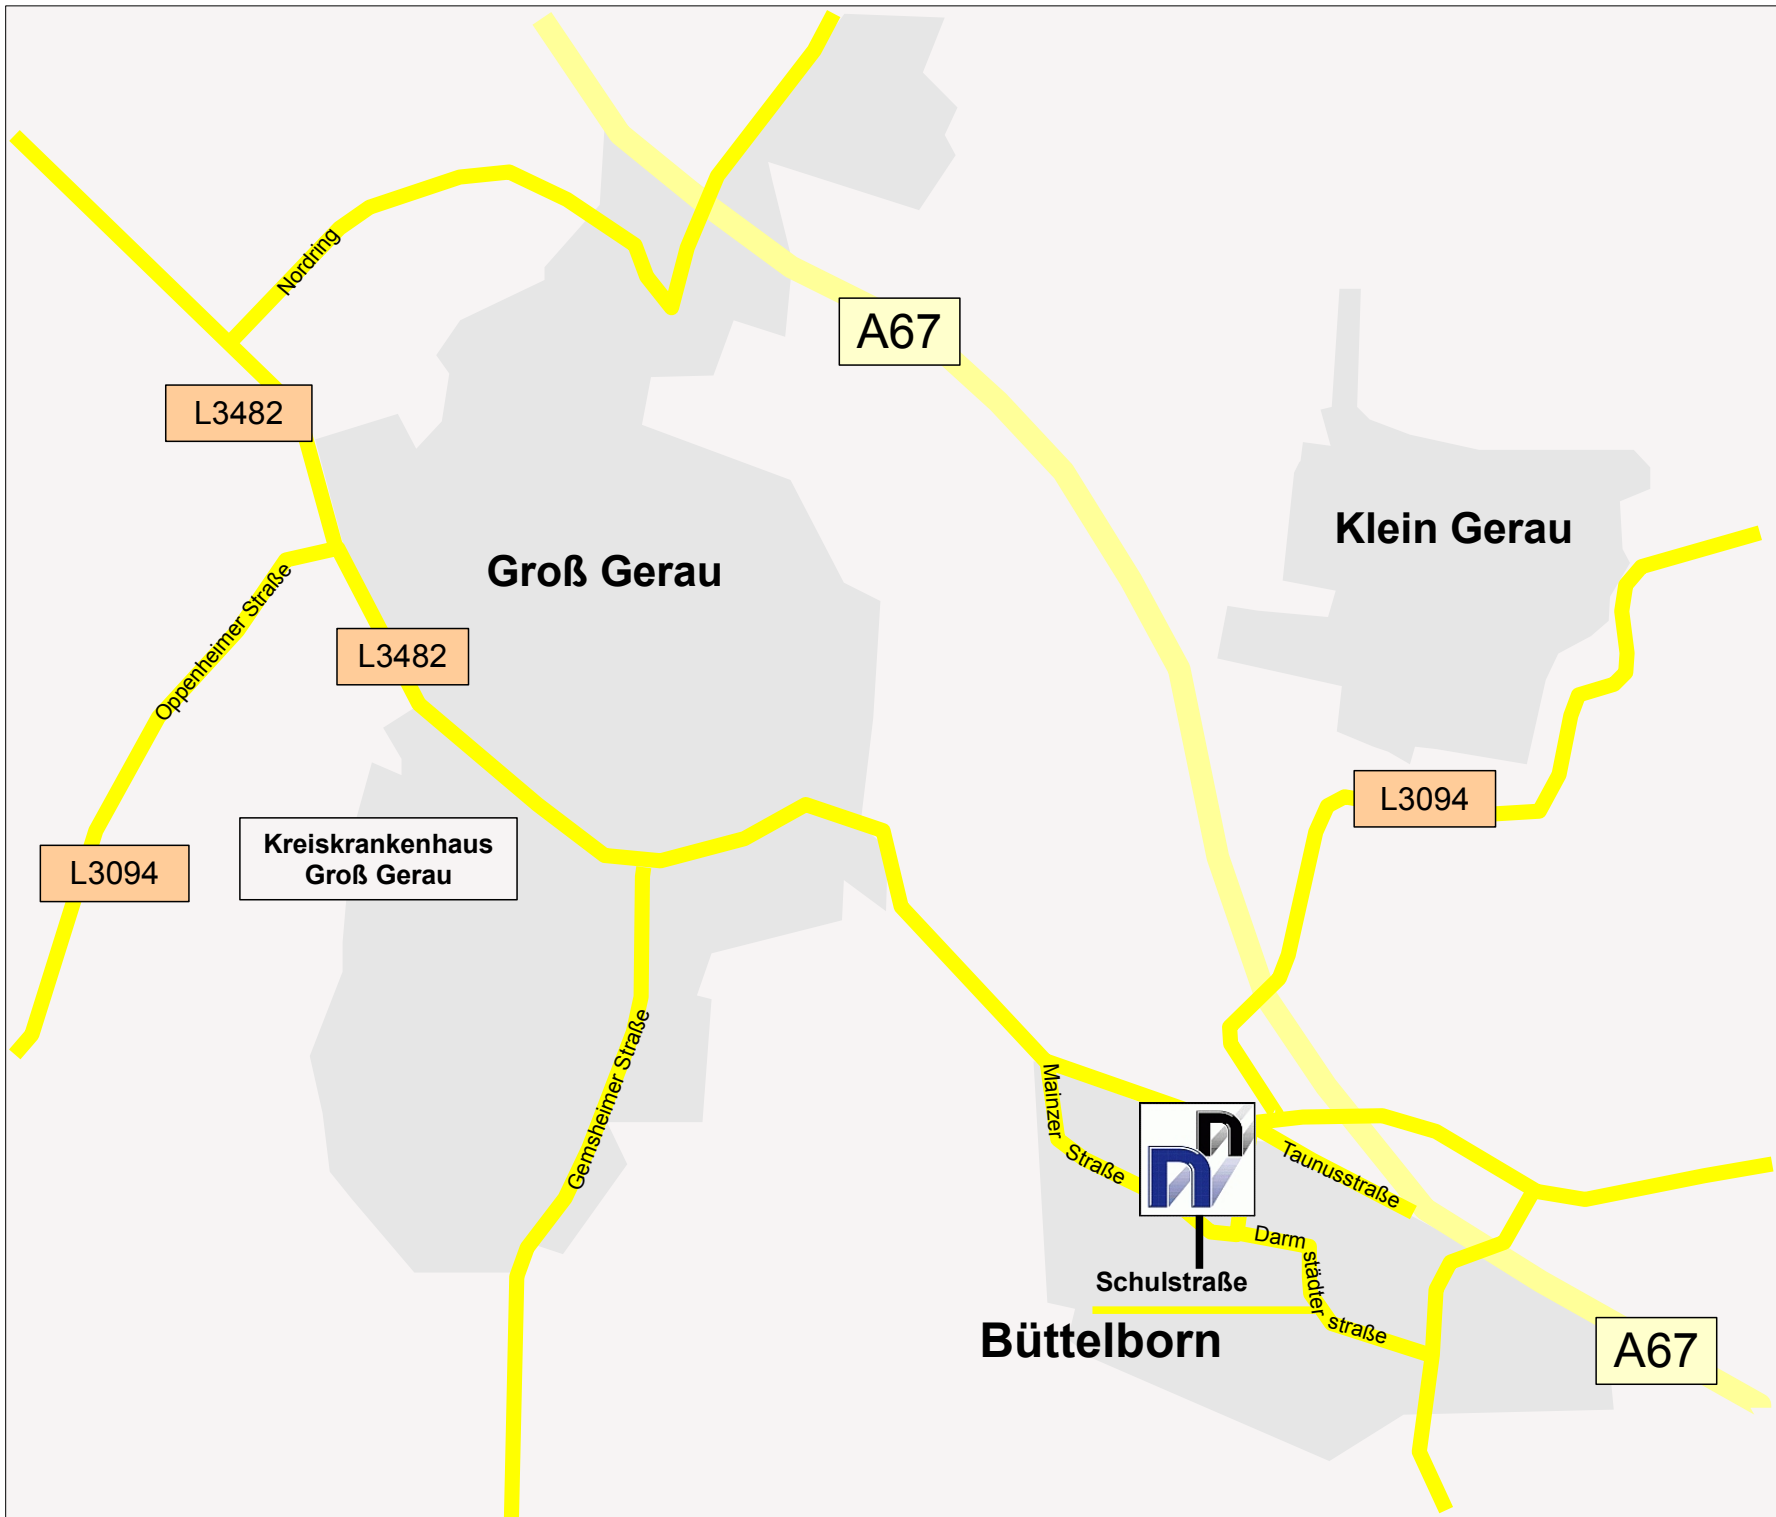 Nordring
A67
L3482
Klein Gerau
Groß Gerau
Oppenheimer Straße
L3482
L3094
Kreiskrankenhaus
Groß Gerau
L3094
Gemsheimer Straße
Mainzer
Straße
n
n
Taunusstraße
Darm
städter
straße
Schulstraße
Büttelborn
A67